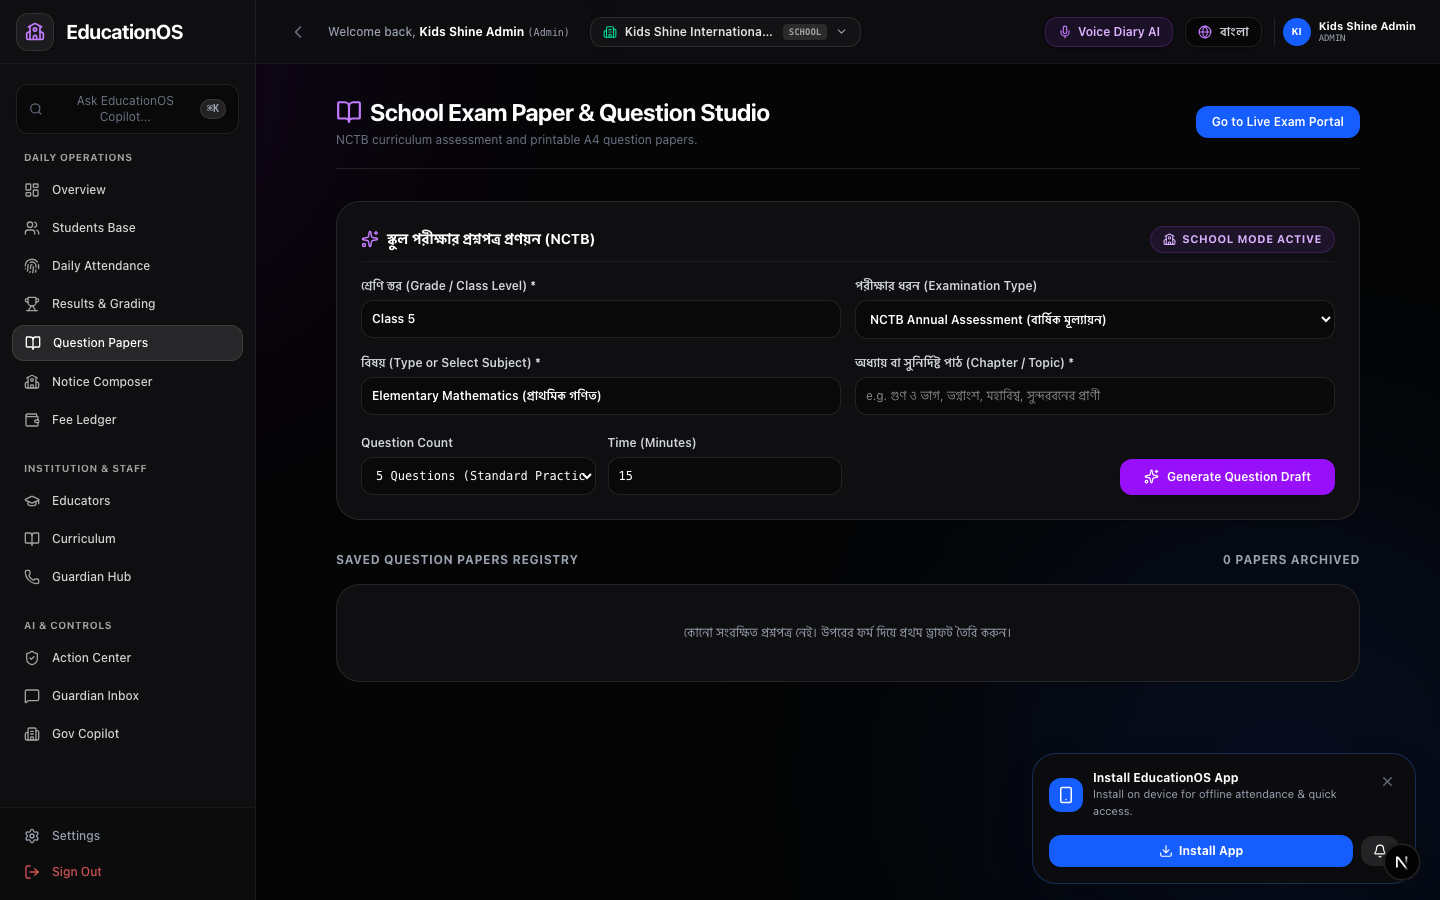 EducationOS
Ask EducationOS
Copilot...
⌘K
DAILY OPERATIONS
Overview
Students Base
Daily Attendance
Results & Grading
Question Papers
Notice Composer
Fee Ledger
INSTITUTION & STAFF
Educators
Curriculum
Guardian Hub
AI & CONTROLS
Action Center
Guardian Inbox
Gov Copilot
Settings
Sign Out
Welcome back, Kids Shine Admin (Admin)
Kids Shine Internationa... SCHOOL
Voice Diary AI
বাংলা
KI
Kids Shine Admin
ADMIN
School Exam Paper & Question Studio
NCTB curriculum assessment and printable A4 question papers.
Go to Live Exam Portal
স্কুল পরীক্ষার প্রশ্নপত্র প্রণয়ন (NCTB)
SCHOOL MODE ACTIVE
শ্রেণি স্তর (Grade / Class Level) *
Class 5
পরীক্ষার ধরন (Examination Type)
NCTB Annual Assessment (বার্ষিক মূল্যায়ন)
বিষয় (Type or Select Subject) *
Elementary Mathematics (প্রাথমিক গণিত)
অধ্যায় বা সুনির্দিষ্ট পাঠ (Chapter / Topic) *
e.g. গুণ ও ভাগ, ভগ্নাংশ, মহাবিশ্ব, সুন্দরবনের প্রাণী
Question Count
5 Questions (Standard Practic
Time (Minutes)
15
Generate Question Draft
SAVED QUESTION PAPERS REGISTRY
0 PAPERS ARCHIVED
কোনো সংরক্ষিত প্রশ্নপত্র নেই। উপরের ফর্ম দিয়ে প্রথম ড্রাফট তৈরি করুন।
Install EducationOS App
Install on device for offline attendance & quick
access.
Install App
N